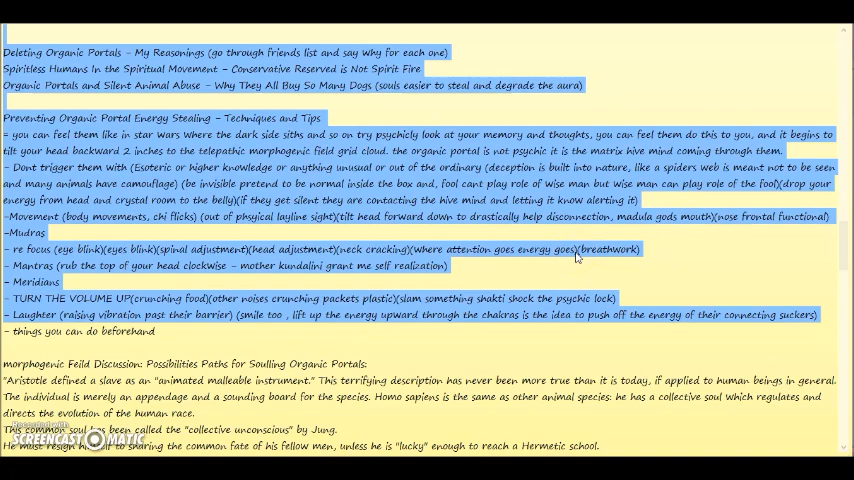 Deleting Organic Portals - My Reasonings (go through friends list and say why for each one)
Spiritless Humans In the Spiritual Movement - Conservative Reserved is Not Spirit Fire
Organic Portals and Silent Animal Abuse - Why They All Buy So Many Dogs (souls easier to steal and degrade the aura)
Preventing Organic Portal Energy Stealing - Techniques and Tips
= you can feel them like in star Wars Where the dark side siths and so on try psychicly look at your memory and thoughts, you can feel them do this to you, and it begins to
tilt your head backward 2 inches to the telepathic morphogenic field grid cloud. the organic portal is not psychic it is the matrix hive mind coming through them.
- Dont trigger them with (Esoteric or higher knowledge or anything unusual or out of the ordinary (deception is built into nature, like a spiders web is meant not to be seen
and many animals have camouflage) (be invisible pretend to be normal inside the box and, fool cant play role of wise man but wise man can play role of the fool)(drop your
energy from head and crystal room to the belly)(if they get silent they are contacting the hive mind and letting it know alerting it)
-Movement (body movements, chi flicks) (out of phsyical layline sight)(tilt head forward down to drastically help disconnection, madula gods mouth)(nose frontal functional)
-Mudras
- re focus (eye blink)(eyes blink)(spinal adjustment)(head adjustment)(neck cracking)(where attention goes energy goes)(breathwork)
- Mantras (rub the top of your head clockwise - mother kundalini grant me self realization)
- Meridians
- TURN THE VOLUME UP(crunching food)(other noises crunching packets plastic)(slam something shakti shock the psychic lock)
- Laughter (raising vibration past their barrier) (smile too , lift up the energy upward through the chakras is the idea to push off the energy of their connecting suckers)
- things you can do beforehand
morphogenic Feild Discussion: Possibilities Paths for Soulling Organic Portals:
"Aristotle defined a slave as an "animated malleable instrument." This terrifying description has never been more true than it is today, if applied to human beings in general.
The individual is merely an appendage and a sounding board for the species. Homo sapiens is the same as other animal species: he has a collective soul which regulates and
directs the evolution of the human race.
This common soul has been called the "collective unconscious" by Jung.
He must resign himself to sharing the common fate of his fellow men, unless he is "lucky" enough to reach a Hermetic school.
Recorded with
SCREENCAST MATIC